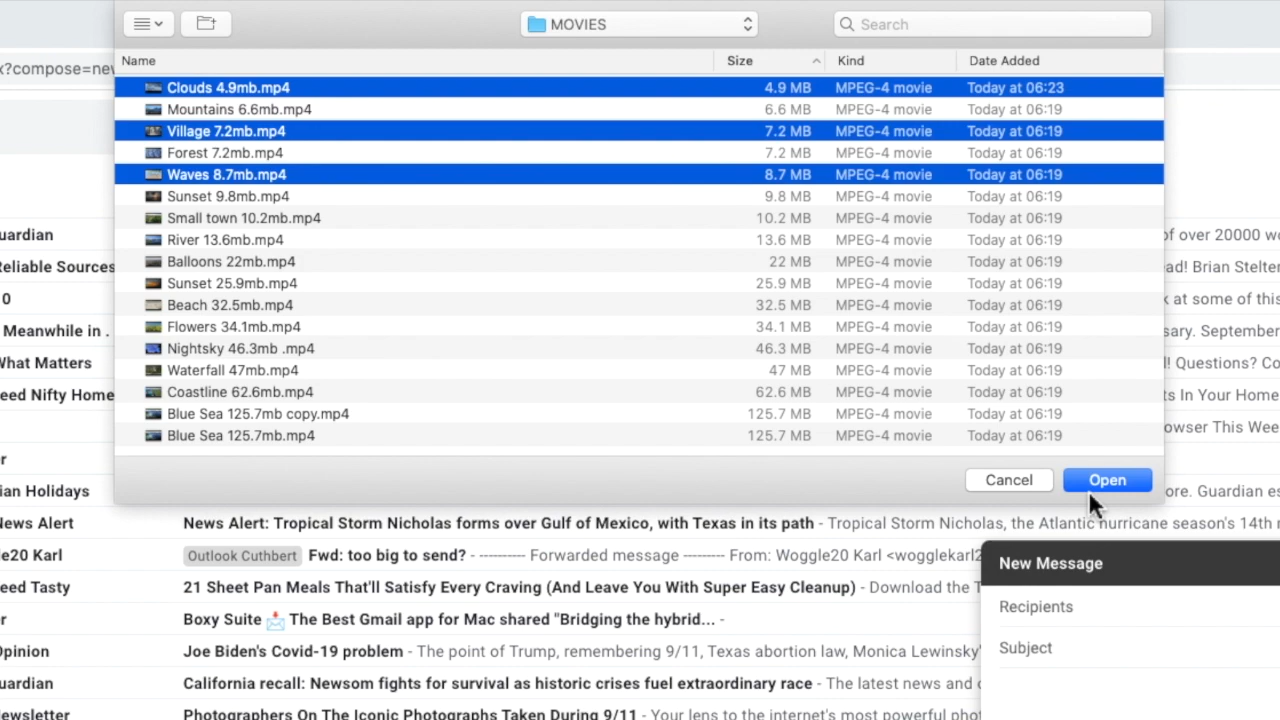 MOVIES
Search
x?compose=new
Name Size Kind Date Added
Clouds 4.9mb.mp4 4.9 MB MPEG-4 movie Today at 06:23
Mountains 6.6mb.mp4 6.6 MB MPEG-4 movie Today at 06:19
Village 7.2mb.mp4 7.2 MB MPEG-4 movie Today at 06:19
Forest 7.2mb.mp4 7.2 MB MPEG-4 movie Today at 06:19
Waves 8.7mb.mp4 8.7 MB MPEG-4 movie Today at 06:19
Sunset 9.8mb.mp4 9.8 MB MPEG-4 movie Today at 06:19
Small town 10.2mb.mp4 10.2 MB MPEG-4 movie Today at 06:19
uardian River 13.6mb.mp4 13.6 MB MPEG-4 movie Today at 06:19 of over 20000 wo
Reliable Sources Balloons 22mb.mp4 22 MB MPEG-4 movie Today at 06:19 ad! Brian Stelter
0 Sunset 25.9mb.mp4 25.9 MB MPEG-4 movie Today at 06:19 k at some of this
Beach 32.5mb.mp4 32.5 MB MPEG-4 movie Today at 06:19
Meanwhile in . Flowers 34.1mb.mp4 34.1 MB MPEG-4 movie Today at 06:19 sary. September
Nightsky 46.3mb .mp4 46.3 MB MPEG-4 movie Today at 06:19
What Matters Waterfall 47mb.mp4 47 MB MPEG-4 movie Today at 06:19 l! Questions? Co
eed Nifty Home Coastline 62.6mb.mp4 62.6 MB MPEG-4 movie Today at 06:19 ts In Your Home
Blue Sea 125.7mb copy.mp4 125.7 MB MPEG-4 movie Today at 06:19 owser This Wee
Blue Sea 125.7mb.mp4 125.7 MB MPEG-4 movie Today at 06:19
r
Cancel Open
ian Holidays ore. Guardian es
News Alert News Alert: Tropical Storm Nicholas forms over Gulf of Mexico, with Texas in its path - Tropical Storm Nicholas, the Atlantic hurricane season's 14th
le20 Karl Outlook Cuthbert Fwd: too big to send? - ---------- Forwarded message --------- From: Woggle20 Karl <wogglekarl2
New Message
eed Tasty 21 Sheet Pan Meals That'll Satisfy Every Craving (And Leave You With Super Easy Cleanup) - Download the T
Recipients
r Boxy Suite 📩 The Best Gmail app for Mac shared "Bridging the hybrid... -
Subject
Opinion Joe Biden's Covid-19 problem - The point of Trump, remembering 9/11, Texas abortion law, Monica Lewinsky'
uardian California recall: Newsom fights for survival as historic crises fuel extraordinary race - The latest news and
Newsletter Photographers On The Iconic Photographs Taken During 9/11 - Your lens to the internet's most powerful phot